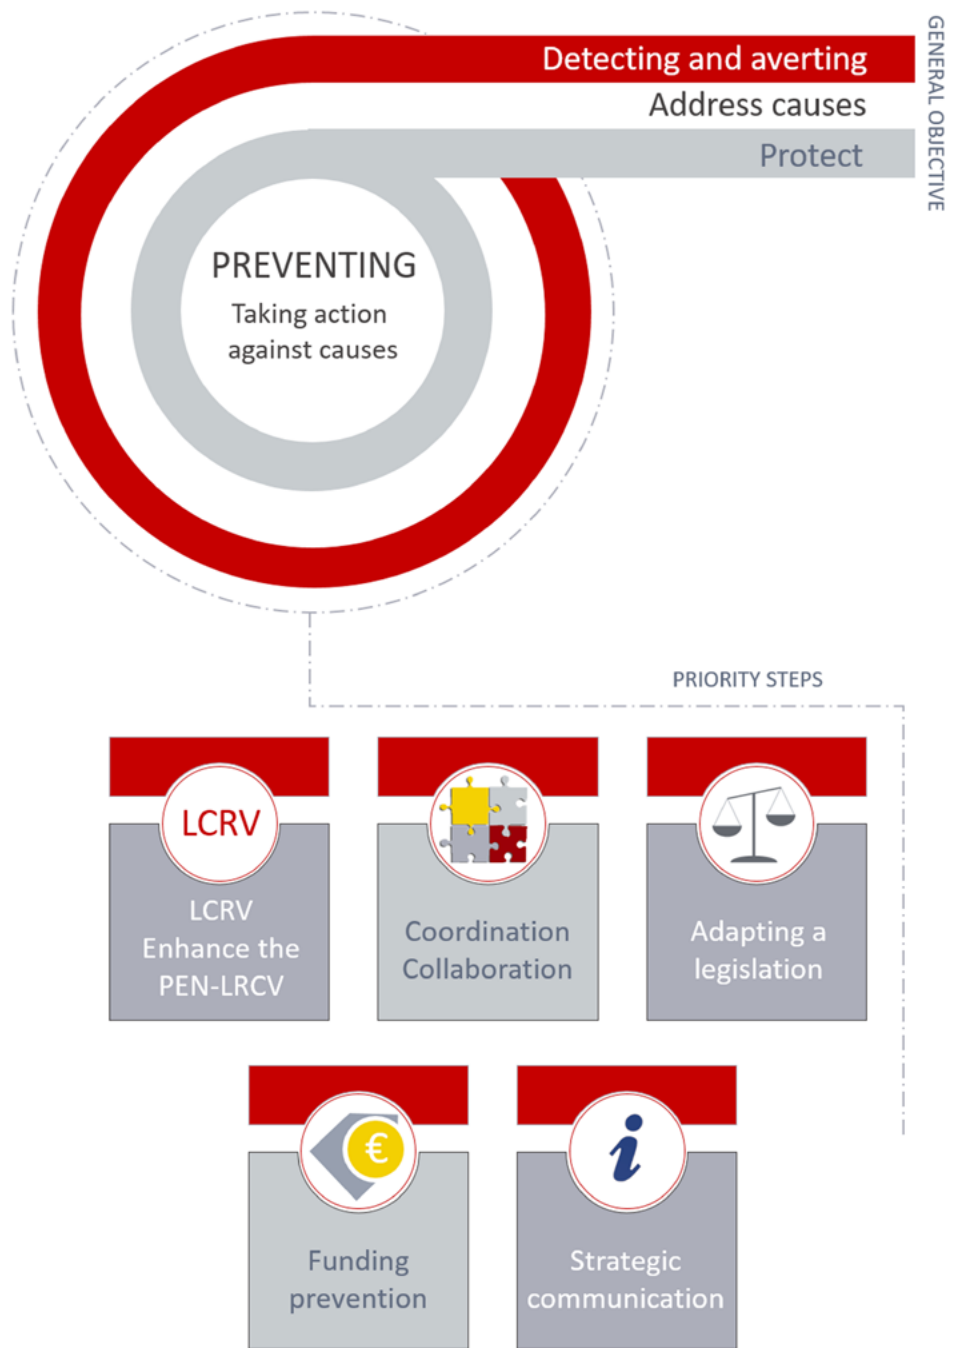 Detecting and averting
Address causes
Protect
GENERAL OBJECTIVE
PREVENTING
Taking action
against causes
PRIORITY STEPS
LCRV
LCRV
Enhance the
PEN-LRCV
Coordination
Collaboration
Adapting a
legislation
€
Funding
prevention
i
Strategic
communication